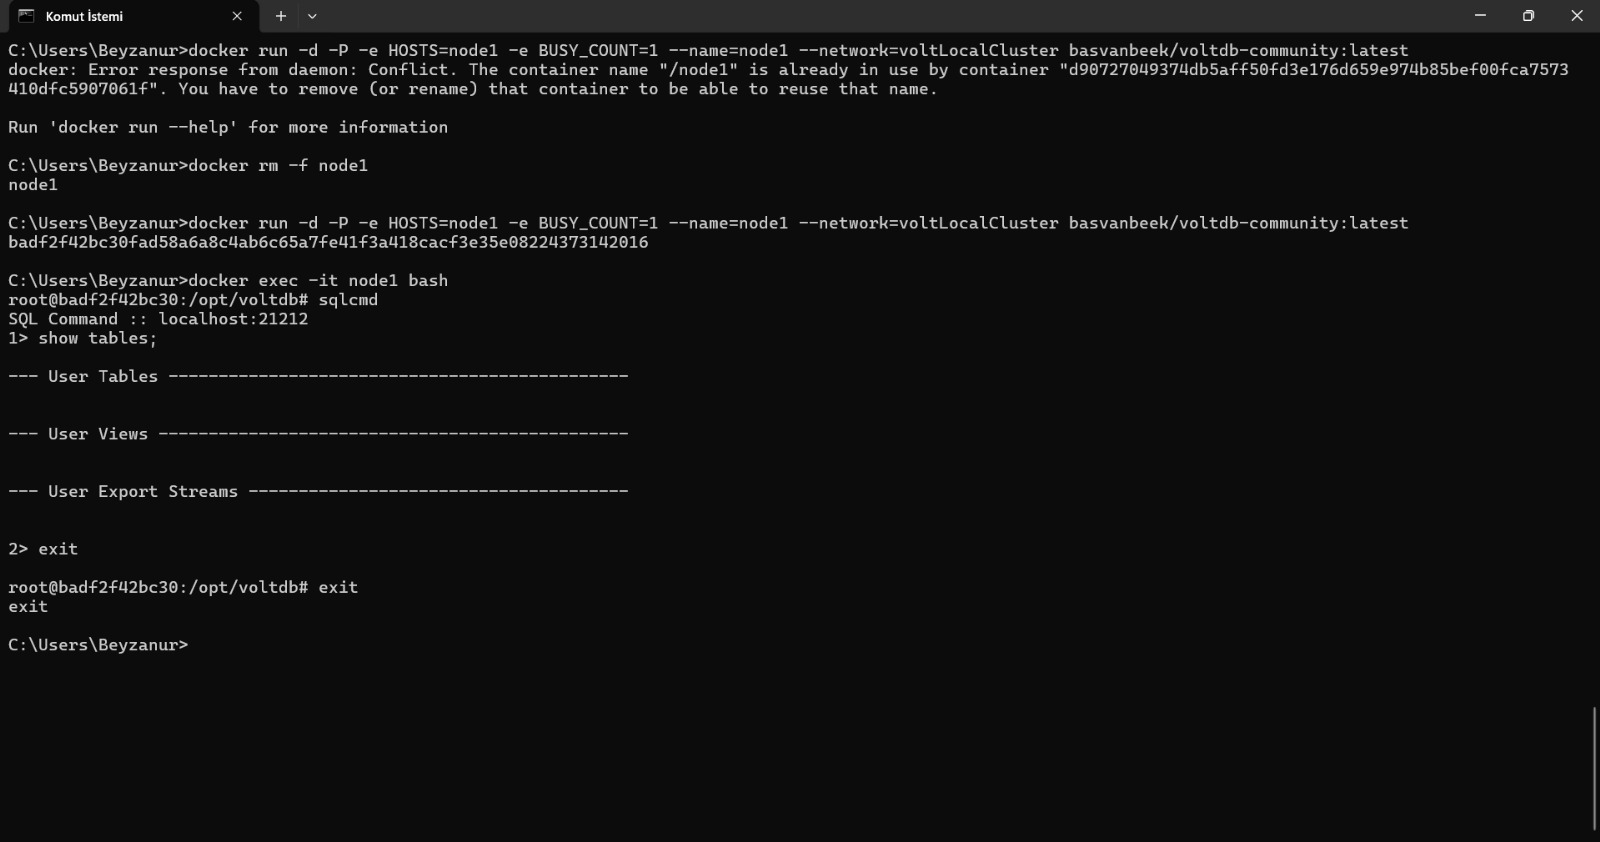 Komut İstemi
C:\Users\Beyzanur>docker run -d -P -e HOSTS=node1 -e BUSY_COUNT=1 --name=node1 --network=voltLocalCluster basvanbeek/voltdb-community:latest
docker: Error response from daemon: Conflict. The container name "/node1" is already in use by container "d90727049374db5aff50fd3e176d659e974b85bef00fca7573
410dfc5907061f". You have to remove (or rename) that container to be able to reuse that name.
Run 'docker run --help' for more information
C:\Users\Beyzanur>docker rm -f node1
node1
C:\Users\Beyzanur>docker run -d -P -e HOSTS=node1 -e BUSY_COUNT=1 --name=node1 --network=voltLocalCluster basvanbeek/voltdb-community:latest
badf2f42bc30fad58a6a8c4ab6c65a7fe41f3a418cacf3e35e08224373142016
C:\Users\Beyzanur>docker exec -it node1 bash
root@badf2f42bc30:/opt/voltdb# sqlcmd
SQL Command :: localhost:21212
1> show tables;
--- User Tables ----------------------------------------------
--- User Views -----------------------------------------------
--- User Export Streams --------------------------------------
2> exit
root@badf2f42bc30:/opt/voltdb# exit
exit
C:\Users\Beyzanur>